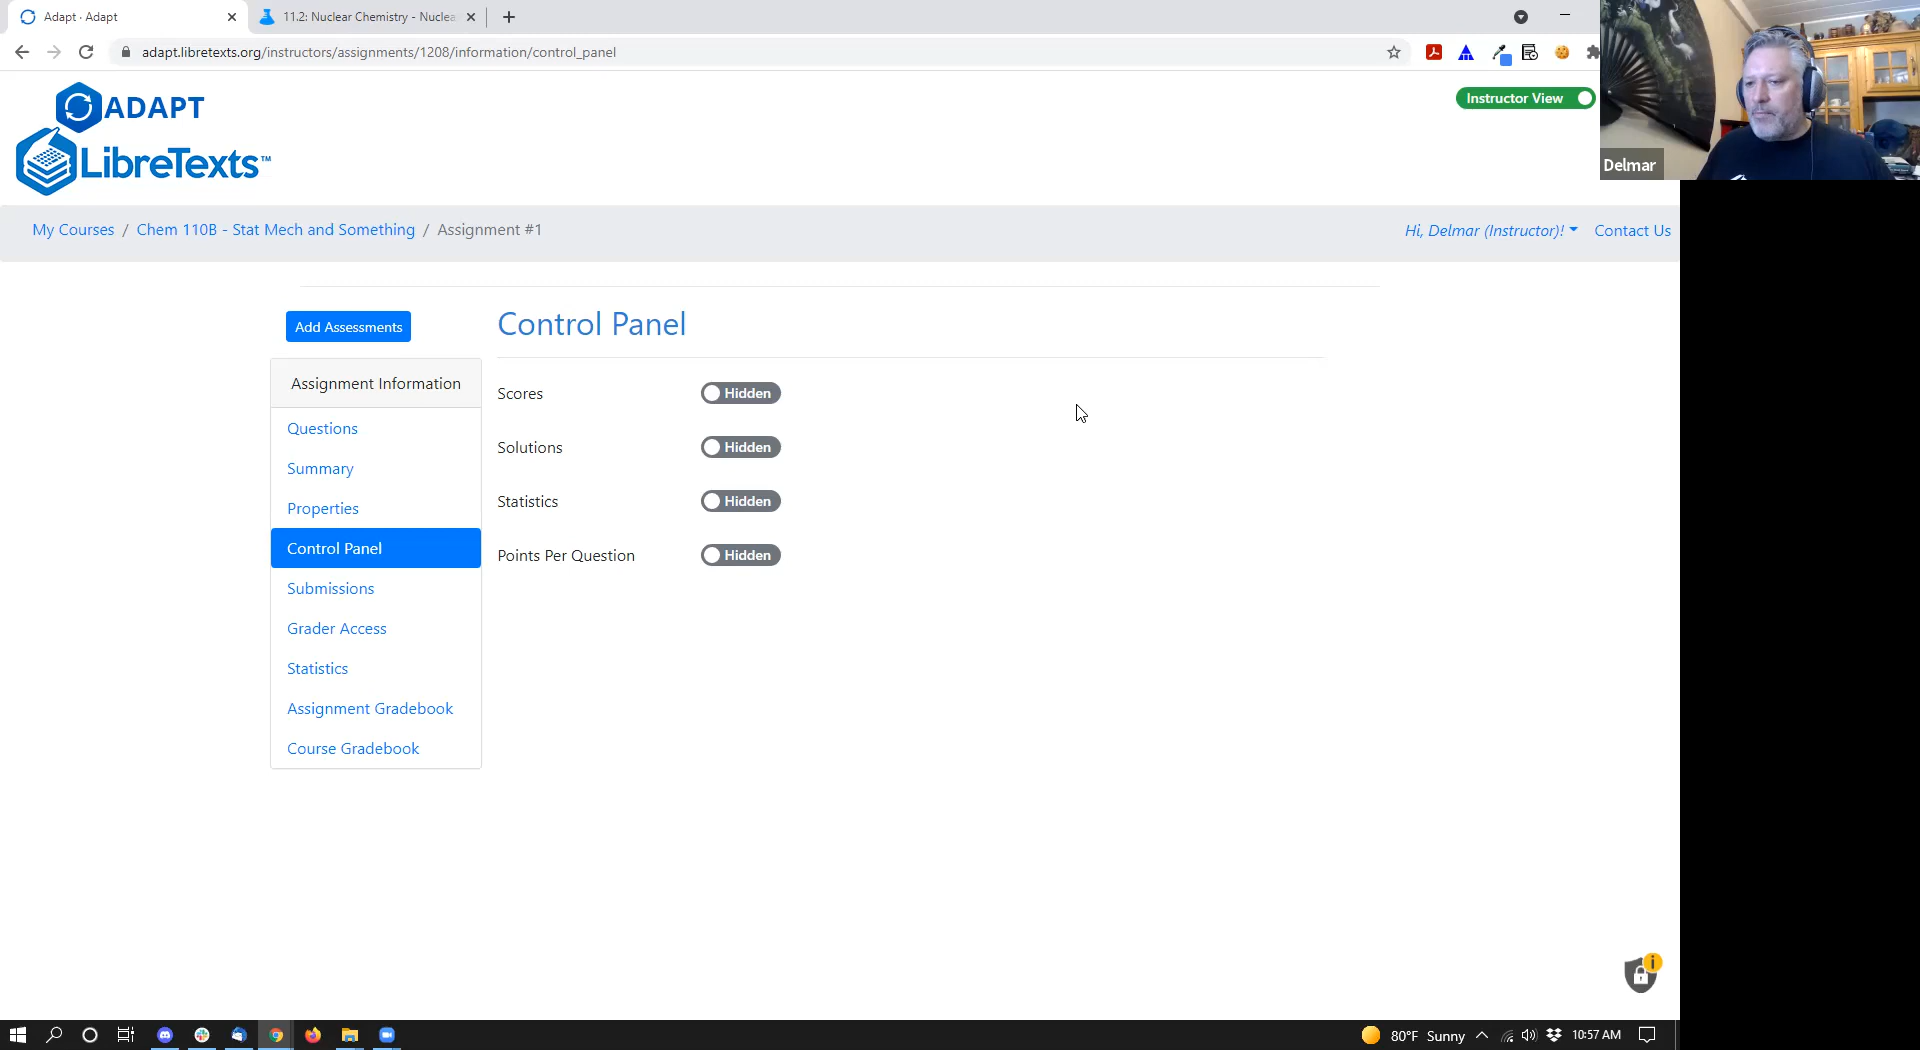 Adapt · Adapt
11.2: Nuclear Chemistry - Nuclea
adapt.libretexts.org/instructors/assignments/1208/information/control_panel
ADAPT
LibreTexts™
Instructor View
Delmar
My Courses / Chem 110B - Stat Mech and Something / Assignment #1
Hi, Delmar (Instructor)! Contact Us
Add Assessments
Control Panel
Assignment Information
Questions
Summary
Properties
Control Panel
Submissions
Grader Access
Statistics
Assignment Gradebook
Course Gradebook
Scores Hidden
Solutions Hidden
Statistics Hidden
Points Per Question Hidden
80°F Sunny 10:57 AM